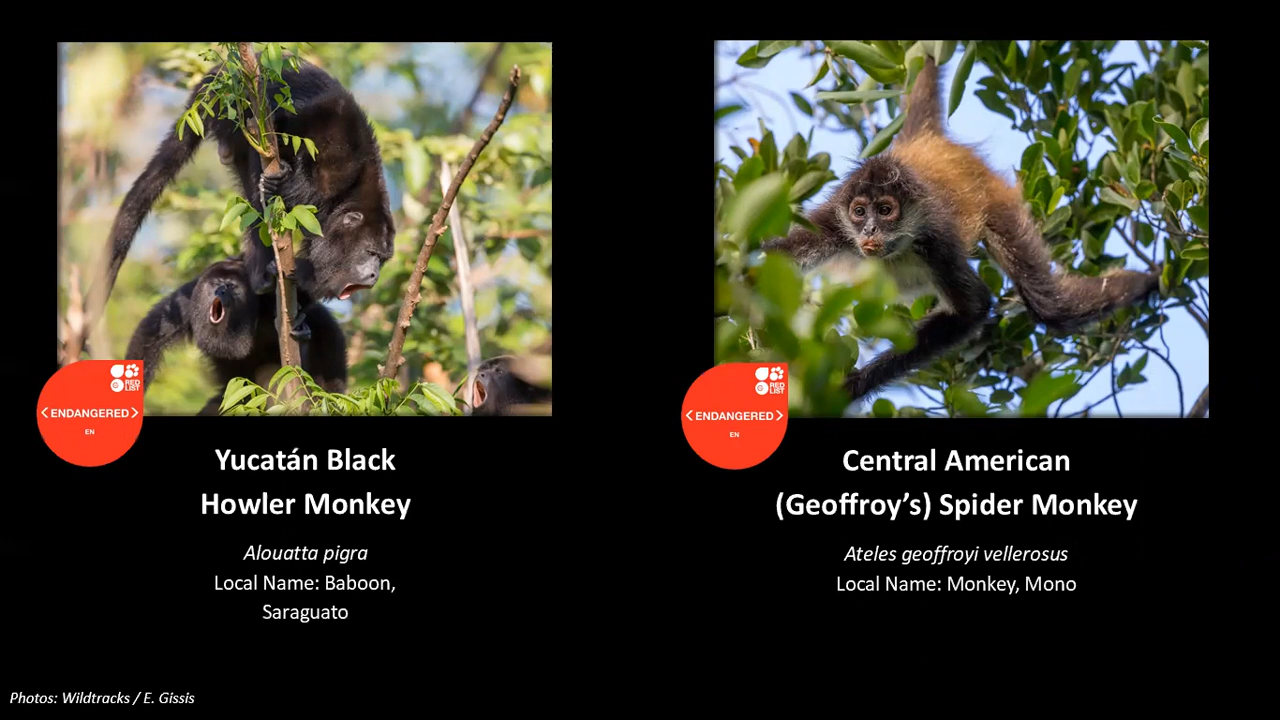 RED
LIST
<ENDANGERED>
EN
Yucatán Black
Howler Monkey
Alouatta pigra
Local Name: Baboon,
Saraguato
RED
LIST
<ENDANGERED>
EN
Central American
(Geoffroy’s) Spider Monkey
Ateles geoffroyi vellerosus
Local Name: Monkey, Mono
Photos: Wildtracks / E. Gissis